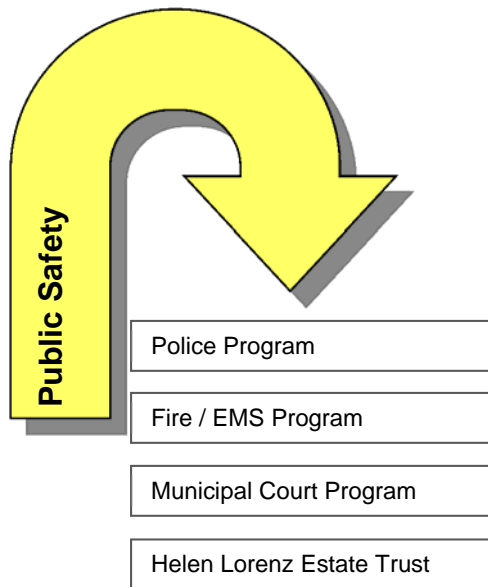 Public Safety
Police Program
Fire / EMS Program
Municipal Court Program
Helen Lorenz Estate Trust